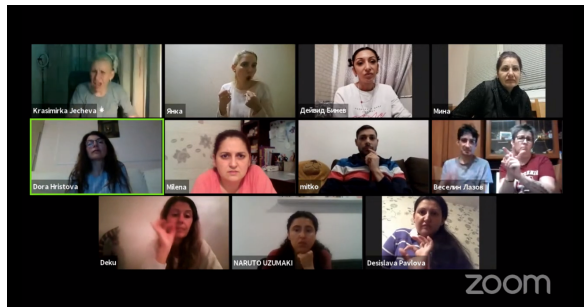 Krasimirka Jecheva
Янка
Дейвид Бинев
Мина
Dora Hristova
Milena
mitko
Веселин Лазов
Deku
NARUTO UZUMAKI
Desislava Pavlova
zoom